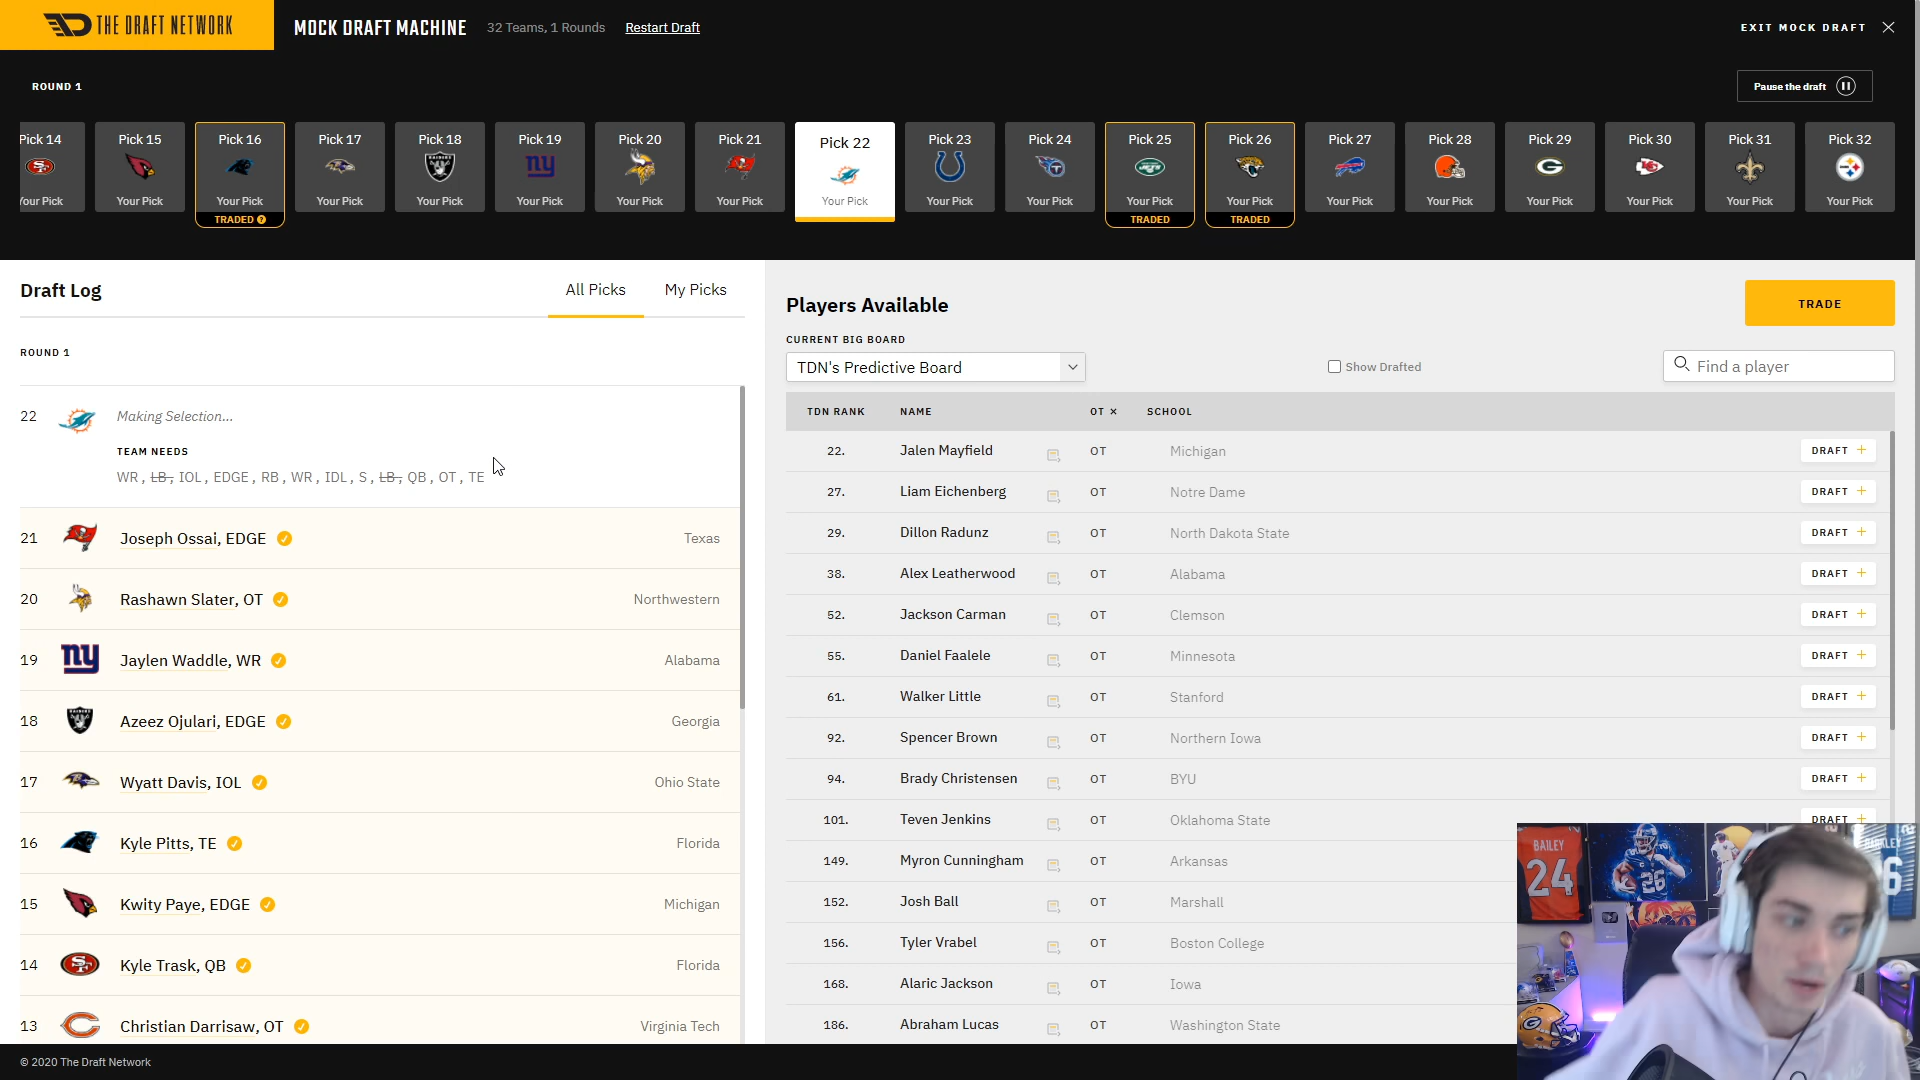 THE DRAFT NETWORK
MOCK DRAFT MACHINE
32 Teams, 1 Rounds
Restart Draft
EXIT MOCK DRAFT
ROUND 1
Pause the draft
Pick 14
Your Pick
Pick 15
Your Pick
Pick 16
Your Pick
TRADED
Pick 17
Your Pick
Pick 18
RAIDERS
Your Pick
Pick 19
ny
Your Pick
Pick 20
Your Pick
Pick 21
Your Pick
Pick 22
Your Pick
Pick 23
Your Pick
Pick 24
Your Pick
Pick 25
JETS
Your Pick
TRADED
Pick 26
Your Pick
TRADED
Pick 27
Your Pick
Pick 28
Your Pick
Pick 29
G
Your Pick
Pick 30
KC
Your Pick
Pick 31
Your Pick
Pick 32
Your Pick
Draft Log
All Picks
My Picks
ROUND 1
22 Making Selection...
TEAM NEEDS
WR , LB , IOL , EDGE , RB , WR , IDL , S , LB , QB , OT , TE
21 Joseph Ossai, EDGE Texas
20 Rashawn Slater, OT Northwestern
19 ny Jaylen Waddle, WR Alabama
18 RAIDERS Azeez Ojulari, EDGE Georgia
17 Wyatt Davis, IOL Ohio State
16 Kyle Pitts, TE Florida
15 Kwity Paye, EDGE Michigan
14 SF Kyle Trask, QB Florida
13 C Christian Darrisaw, OT Virginia Tech
© 2020 The Draft Network
Players Available
TRADE
CURRENT BIG BOARD
TDN's Predictive Board
Show Drafted
Find a player
TDN RANK NAME OT × SCHOOL
22. Jalen Mayfield OT Michigan DRAFT +
27. Liam Eichenberg OT Notre Dame DRAFT +
29. Dillon Radunz OT North Dakota State DRAFT +
38. Alex Leatherwood OT Alabama DRAFT +
52. Jackson Carman OT Clemson DRAFT +
55. Daniel Faalele OT Minnesota DRAFT +
61. Walker Little OT Stanford DRAFT +
92. Spencer Brown OT Northern Iowa DRAFT +
94. Brady Christensen OT BYU DRAFT +
101. Teven Jenkins OT Oklahoma State DRAFT +
149. Myron Cunningham OT Arkansas
152. Josh Ball OT Marshall
156. Tyler Vrabel OT Boston College
168. Alaric Jackson OT Iowa
186. Abraham Lucas OT Washington State
BAILEY
24
26
BARKLEY
6
G